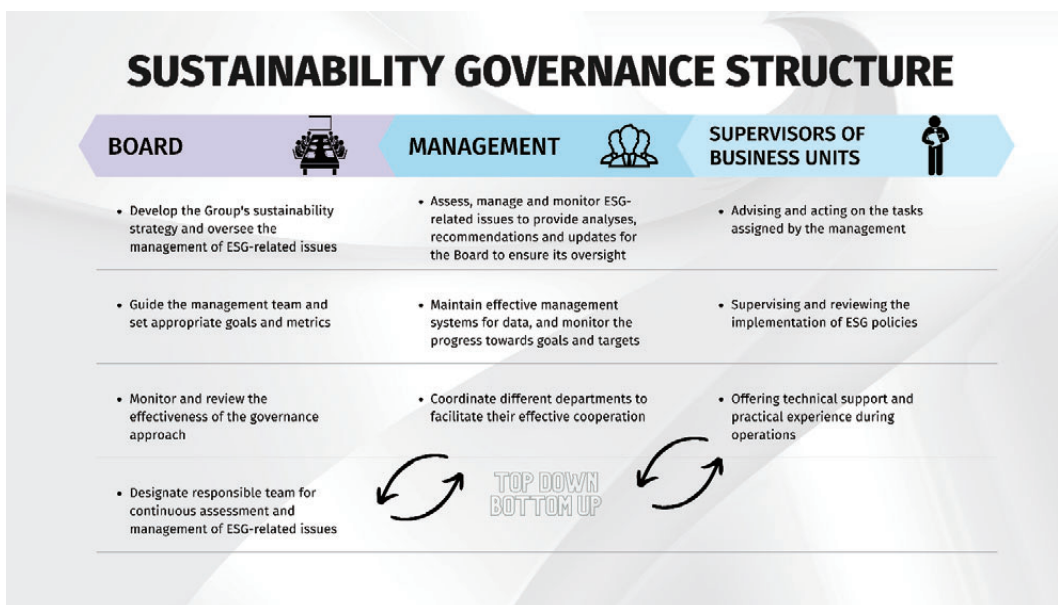 SUSTAINABILITY GOVERNANCE STRUCTURE
BOARD
• Develop the Group's sustainability
strategy and oversee the
management of ESG-related issues
• Guide the management team and
set appropriate goals and metrics
• Monitor and review the
effectiveness of the governance
approach
• Designate responsible team for
continuous assessment and
management of ESG-related issues
MANAGEMENT
• Assess, manage and monitor ESG-
related issues to provide analyses,
recommendations and updates for
the Board to ensure its oversight
• Maintain effective management
systems for data, and monitor the
progress towards goals and targets
• Coordinate different departments to
facilitate their effective cooperation
TOP DOWN
BOTTOM UP
SUPERVISORS OF
BUSINESS UNITS
• Advising and acting on the tasks
assigned by the management
• Supervising and reviewing the
implementation of ESG policies
• Offering technical support and
practical experience during
operations